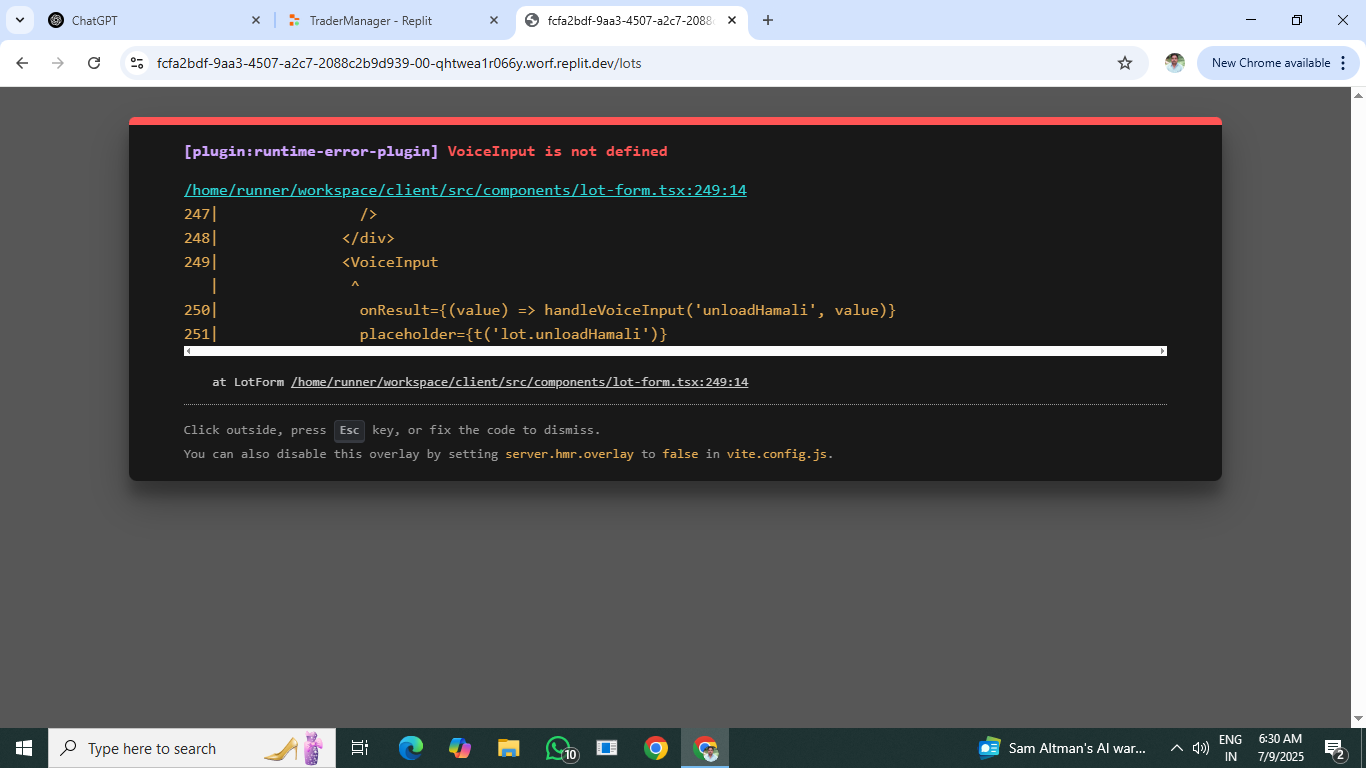 ChatGPT
TraderManager - Replit
fcfa2bdf-9aa3-4507-a2c7-2088
fcfa2bdf-9aa3-4507-a2c7-2088c2b9d939-00-qhtwea1r066y.worf.replit.dev/lots
New Chrome available
[plugin:runtime-error-plugin] VoiceInput is not defined
/home/runner/workspace/client/src/components/lot-form.tsx:249:14
247|                />
248|              </div>
249|              <VoiceInput
   |               ^
250|                onResult={(value) => handleVoiceInput('unloadHamali', value)}
251|                placeholder={t('lot.unloadHamali')}
at LotForm /home/runner/workspace/client/src/components/lot-form.tsx:249:14
Click outside, press Esc key, or fix the code to dismiss.
You can also disable this overlay by setting server.hmr.overlay to false in vite.config.js.
Type here to search
10
Sam Altman's AI war...
ENG
IN
6:30 AM
7/9/2025
2